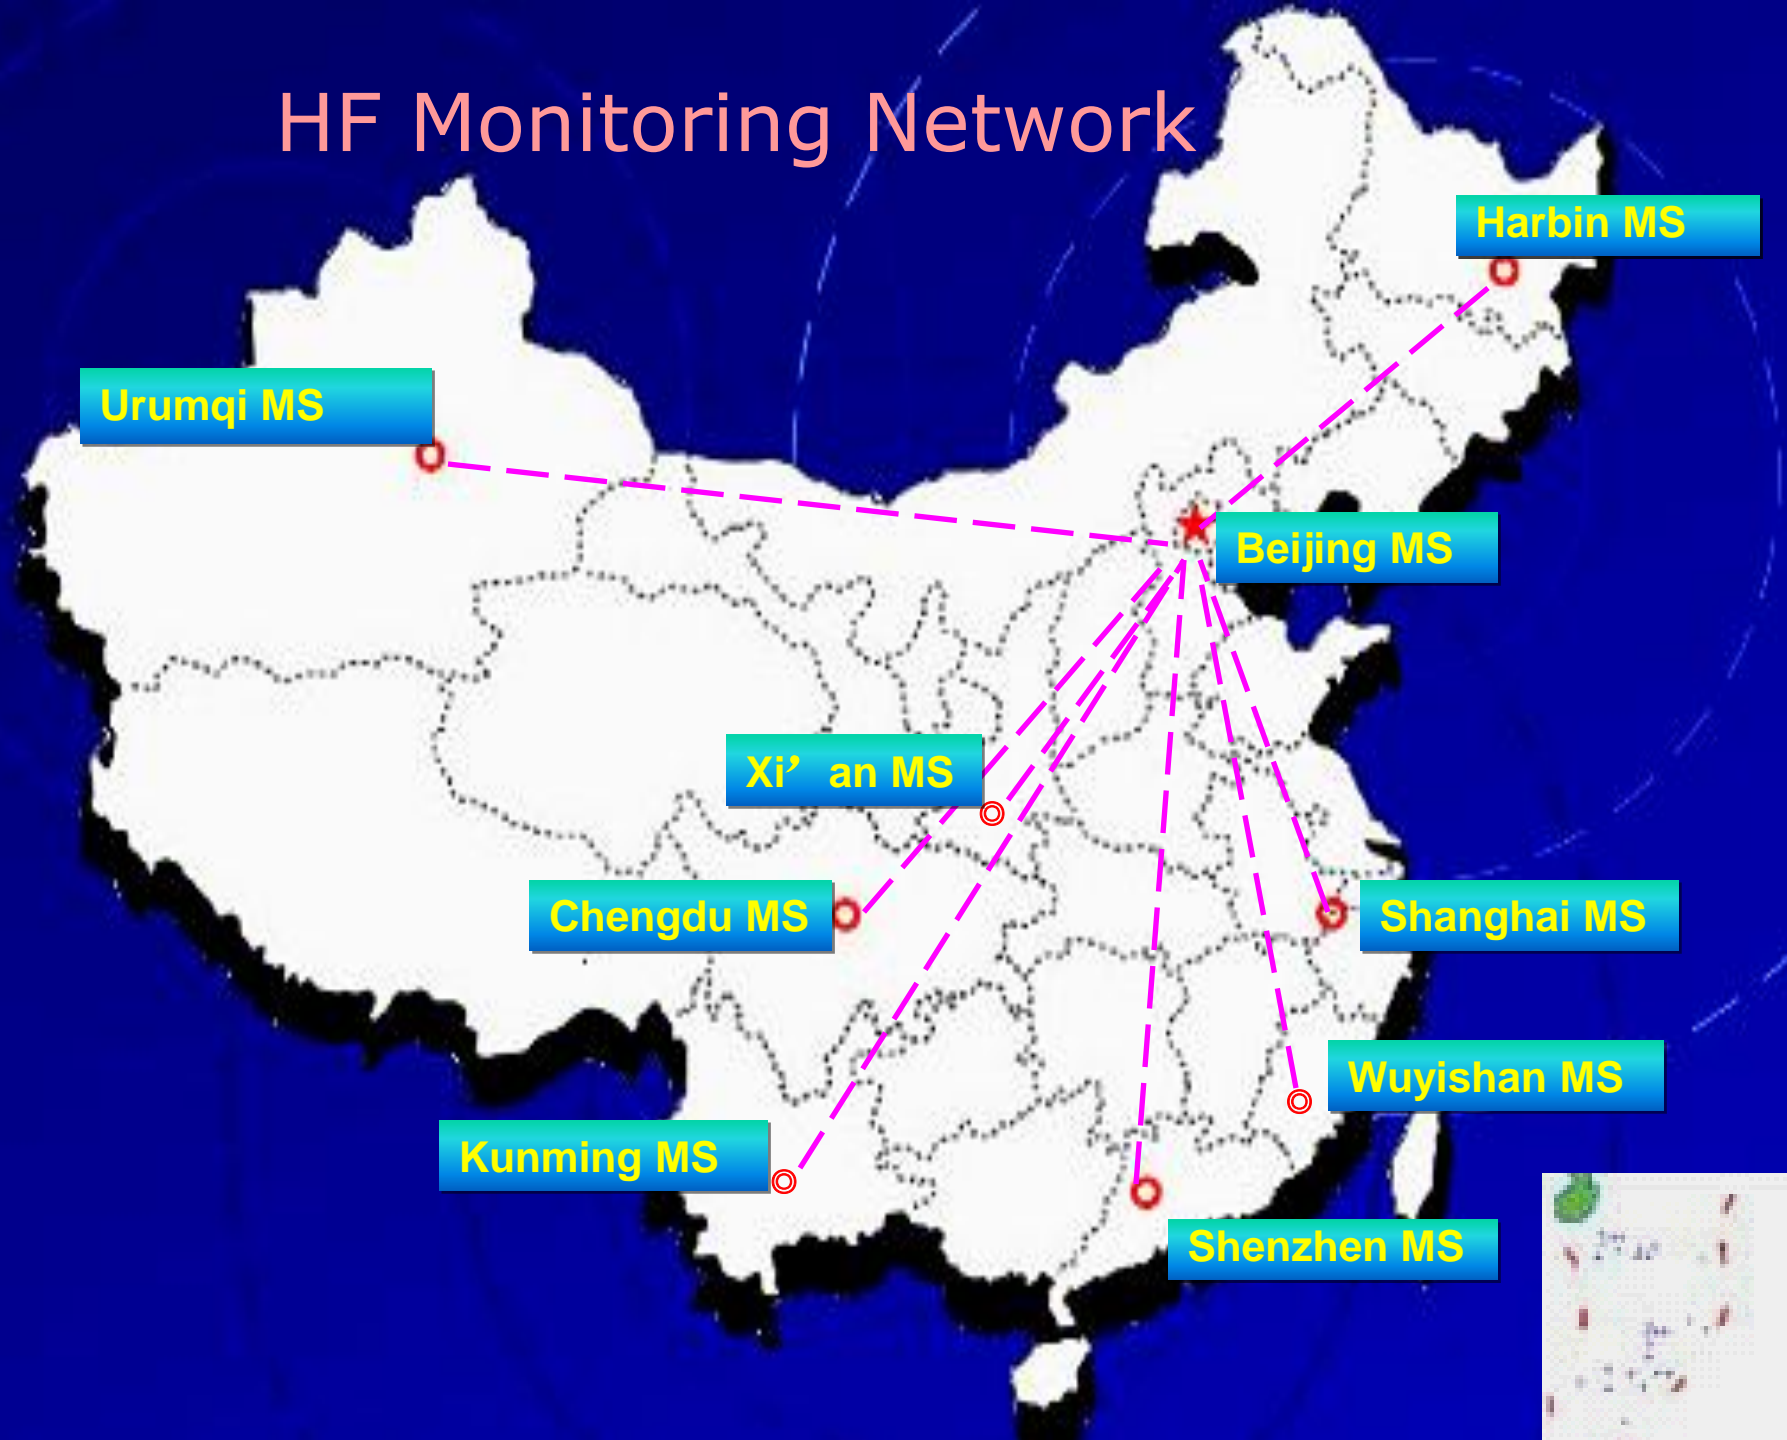 HF Monitoring Network
Harbin MS
Urumqi MS
Beijing MS
Xi’an MS
Chengdu MS
Shanghai MS
Wuyishan MS
Kunming MS
Shenzhen MS